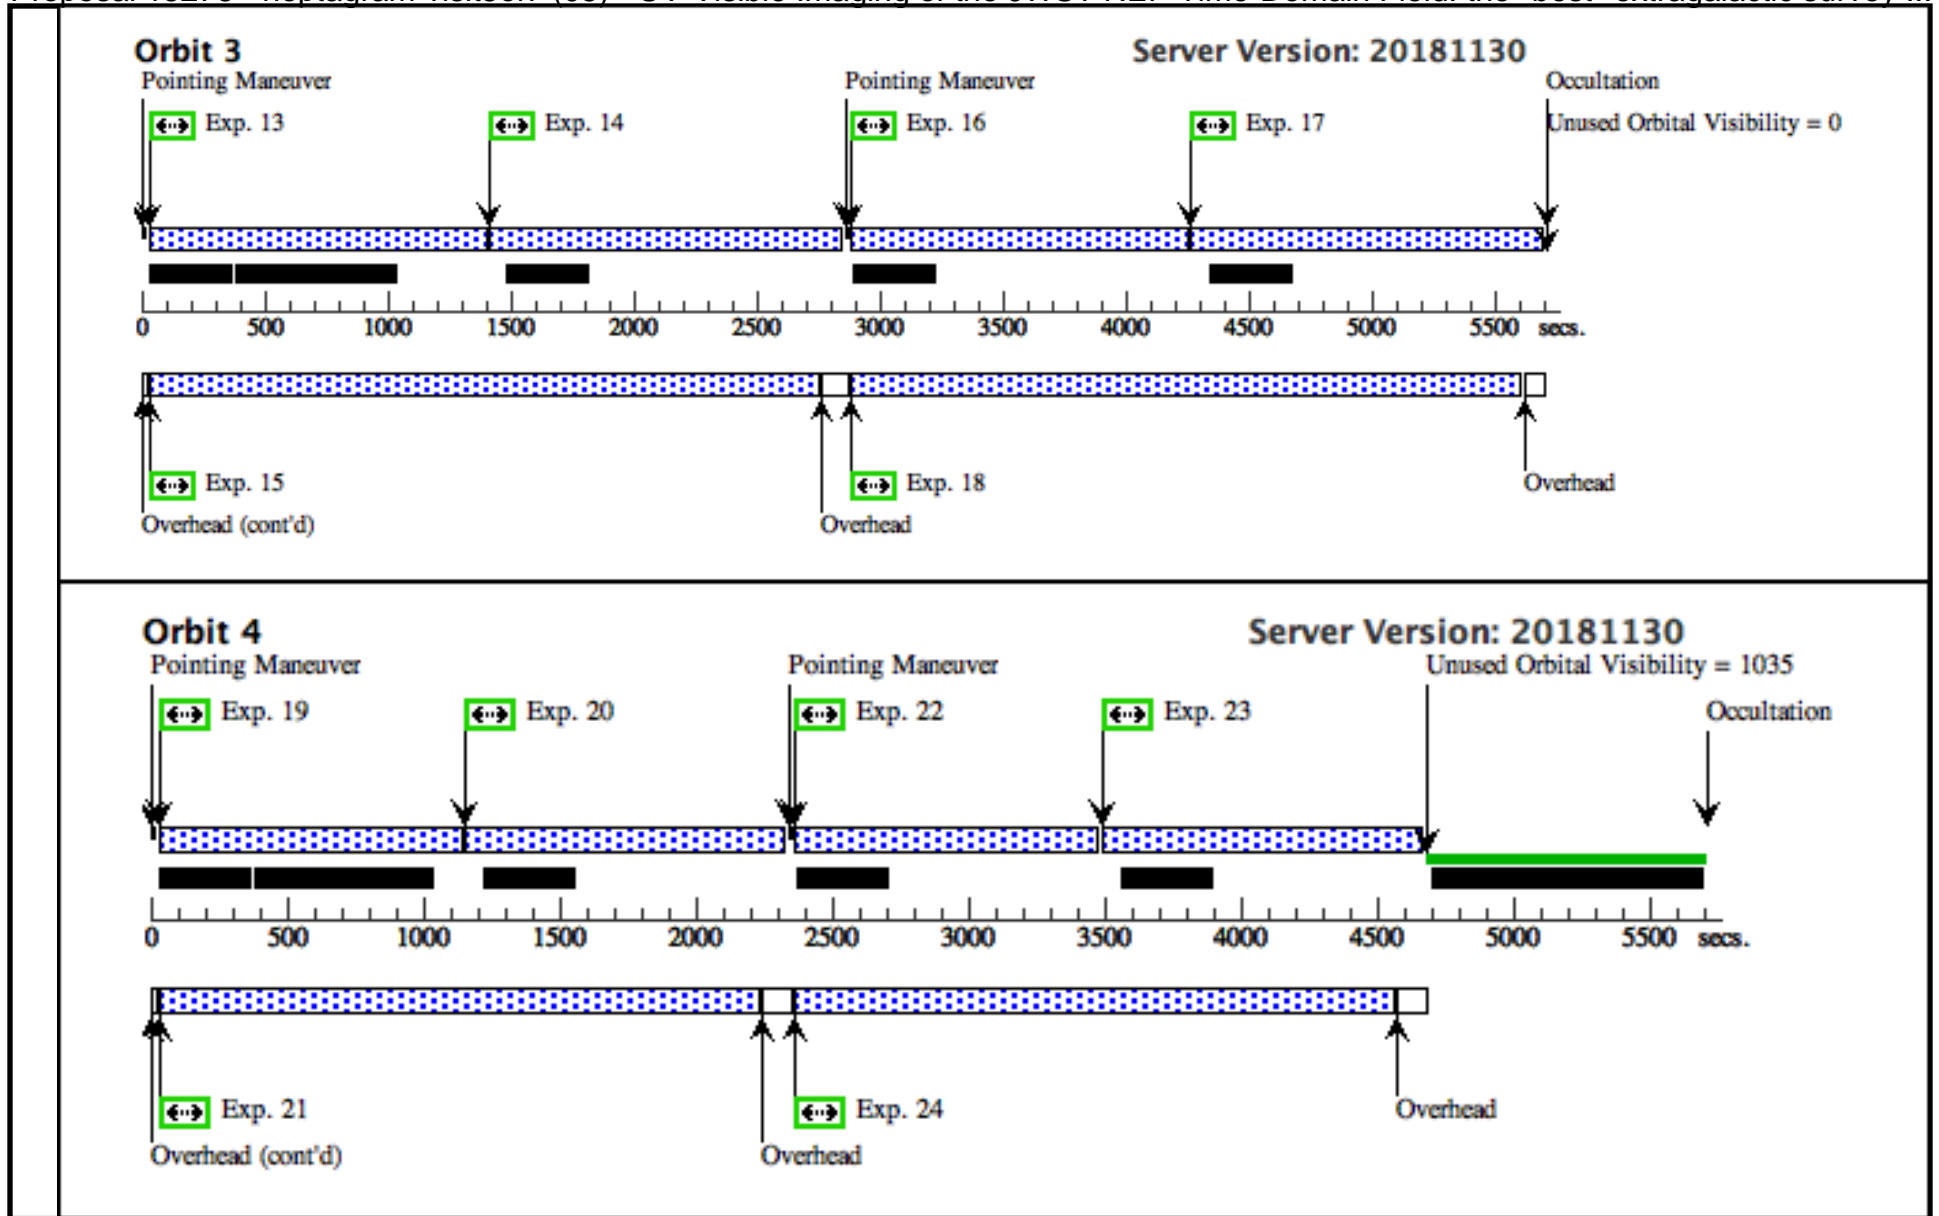 Orbit 3 Server Version: 20181130
Pointing Maneuver Pointing Maneuver Occultation
Exp. 13 Exp. 14 Exp. 16 Exp. 17 Unused Orbital Visibility = 0
0 500 1000 1500 2000 2500 3000 3500 4000 4500 5000 5500 secs.
Exp. 15 Exp. 18 Overhead
Overhead (cont'd) Overhead
Orbit 4 Server Version: 20181130
Pointing Maneuver Pointing Maneuver Unused Orbital Visibility = 1035
Exp. 19 Exp. 20 Exp. 22 Exp. 23 Occultation
0 500 1000 1500 2000 2500 3000 3500 4000 4500 5000 5500 secs.
Exp. 21 Exp. 24 Overhead
Overhead (cont'd) Overhead